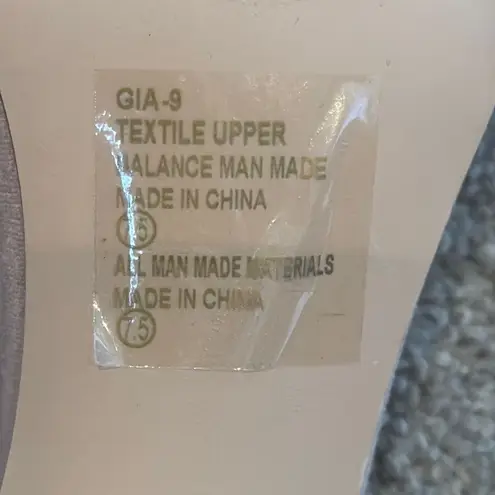 GIA-9
TEXTILE UPPER
BALANCE MAN MADE
MADE IN CHINA
7.5
ALL MAN MADE MATERIALS
MADE IN CHINA
7.5